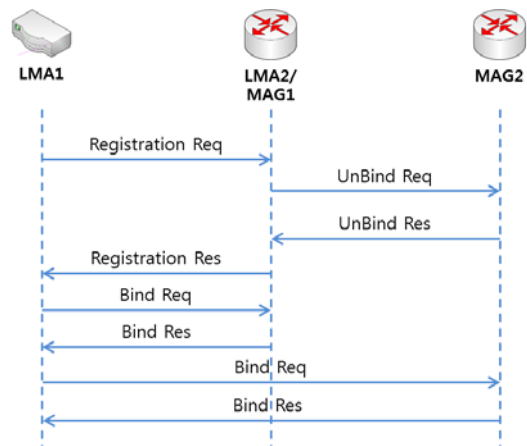 LMA1
LMA2/
MAG1
MAG2
Registration Req
UnBind Req
UnBind Res
Registration Res
Bind Req
Bind Res
Bind Req
Bind Res